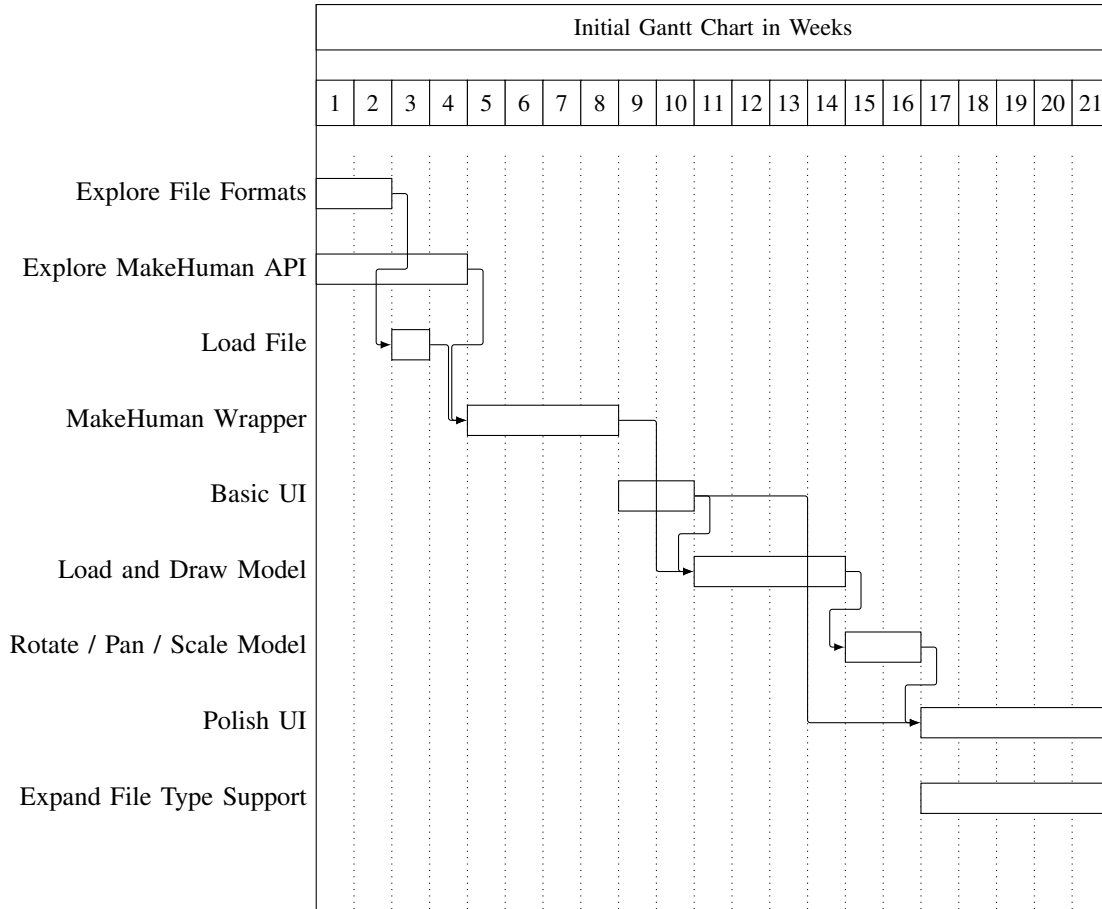 Initial Gantt Chart in Weeks
1 2 3 4 5 6 7 8 9 10 11 12 13 14 15 16 17 18 19 20 21
Explore File Formats
Explore MakeHuman API
Load File
MakeHuman Wrapper
Basic UI
Load and Draw Model
Rotate / Pan / Scale Model
Polish UI
Expand File Type Support